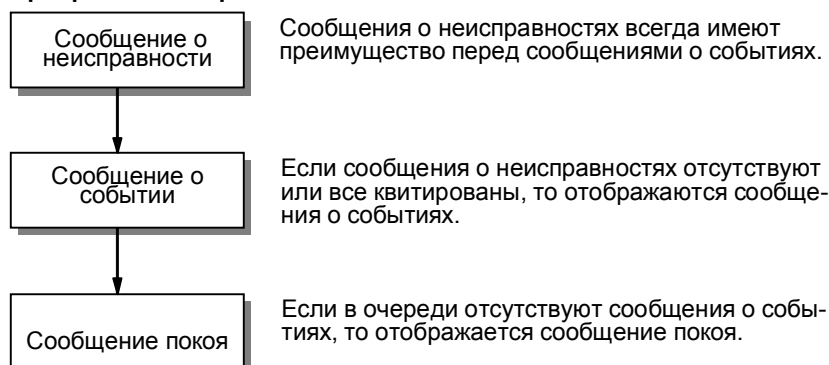 Сообщение о
неисправности
Сообщения о неисправностях всегда имеют
преимущество перед сообщениями о событиях.
Сообщение о
событии
Если сообщения о неисправностях отсутствуют
или все квитированы, то отображаются сообще-
ния о событиях.
Сообщение покоя
Если в очереди отсутствуют сообщения о собы-
тиях, то отображается сообщение покоя.